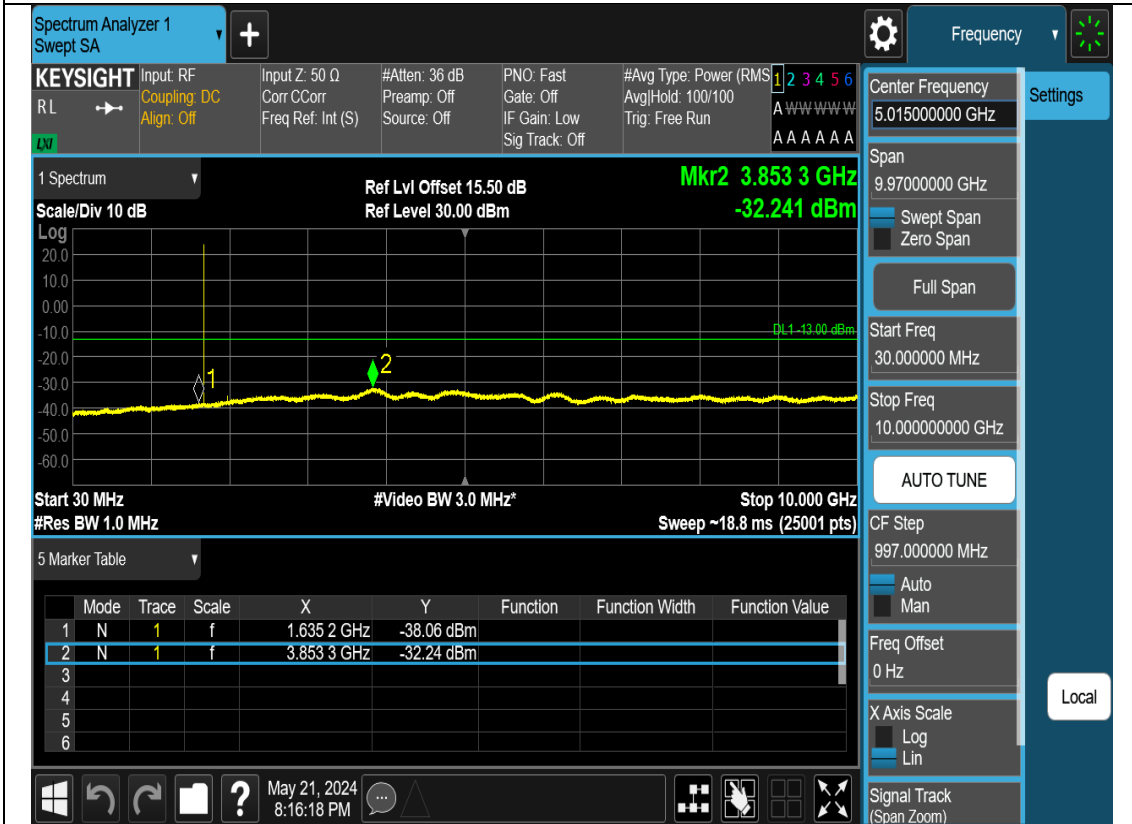 Spectrum Analyzer 1
Swept SA
+
Frequency
KEYSIGHT
R L
LXI
Input: RF
Coupling: DC
Align: Off
Input Z: 50 Ω
Corr CCorr
Freq Ref: Int (S)
#Atten: 36 dB
Preamp: Off
Source: Off
PNO: Fast
Gate: Off
IF Gain: Low
Sig Track: Off
#Avg Type: Power (RMS
Avg|Hold: 100/100
Trig: Free Run
1 2 3 4 5 6
A W W W W W
A A A A A A
1 Spectrum
Scale/Div 10 dB
Ref Lvl Offset 15.50 dB
Ref Level 30.00 dBm
Mkr2 3.853 3 GHz
-32.241 dBm
Log
20.0
10.0
0.00
-10.0
-20.0
-30.0
-40.0
-50.0
-60.0
DL1 -13.00 dBm
1
2
Start 30 MHz
#Res BW 1.0 MHz
#Video BW 3.0 MHz*
Stop 10.000 GHz
Sweep ~18.8 ms (25001 pts)
5 Marker Table
Mode Trace Scale X Y Function Function Width Function Value
1 N 1 f 1.635 2 GHz -38.06 dBm
2 N 1 f 3.853 3 GHz -32.24 dBm
3
4
5
6
?
May 21, 2024
8:16:18 PM
Center Frequency
5.015000000 GHz
Span
9.97000000 GHz
Swept Span
Zero Span
Full Span
Start Freq
30.000000 MHz
Stop Freq
10.000000000 GHz
AUTO TUNE
CF Step
997.000000 MHz
Auto
Man
Freq Offset
0 Hz
X Axis Scale
Log
Lin
Signal Track
(Span Zoom)
Settings
Local